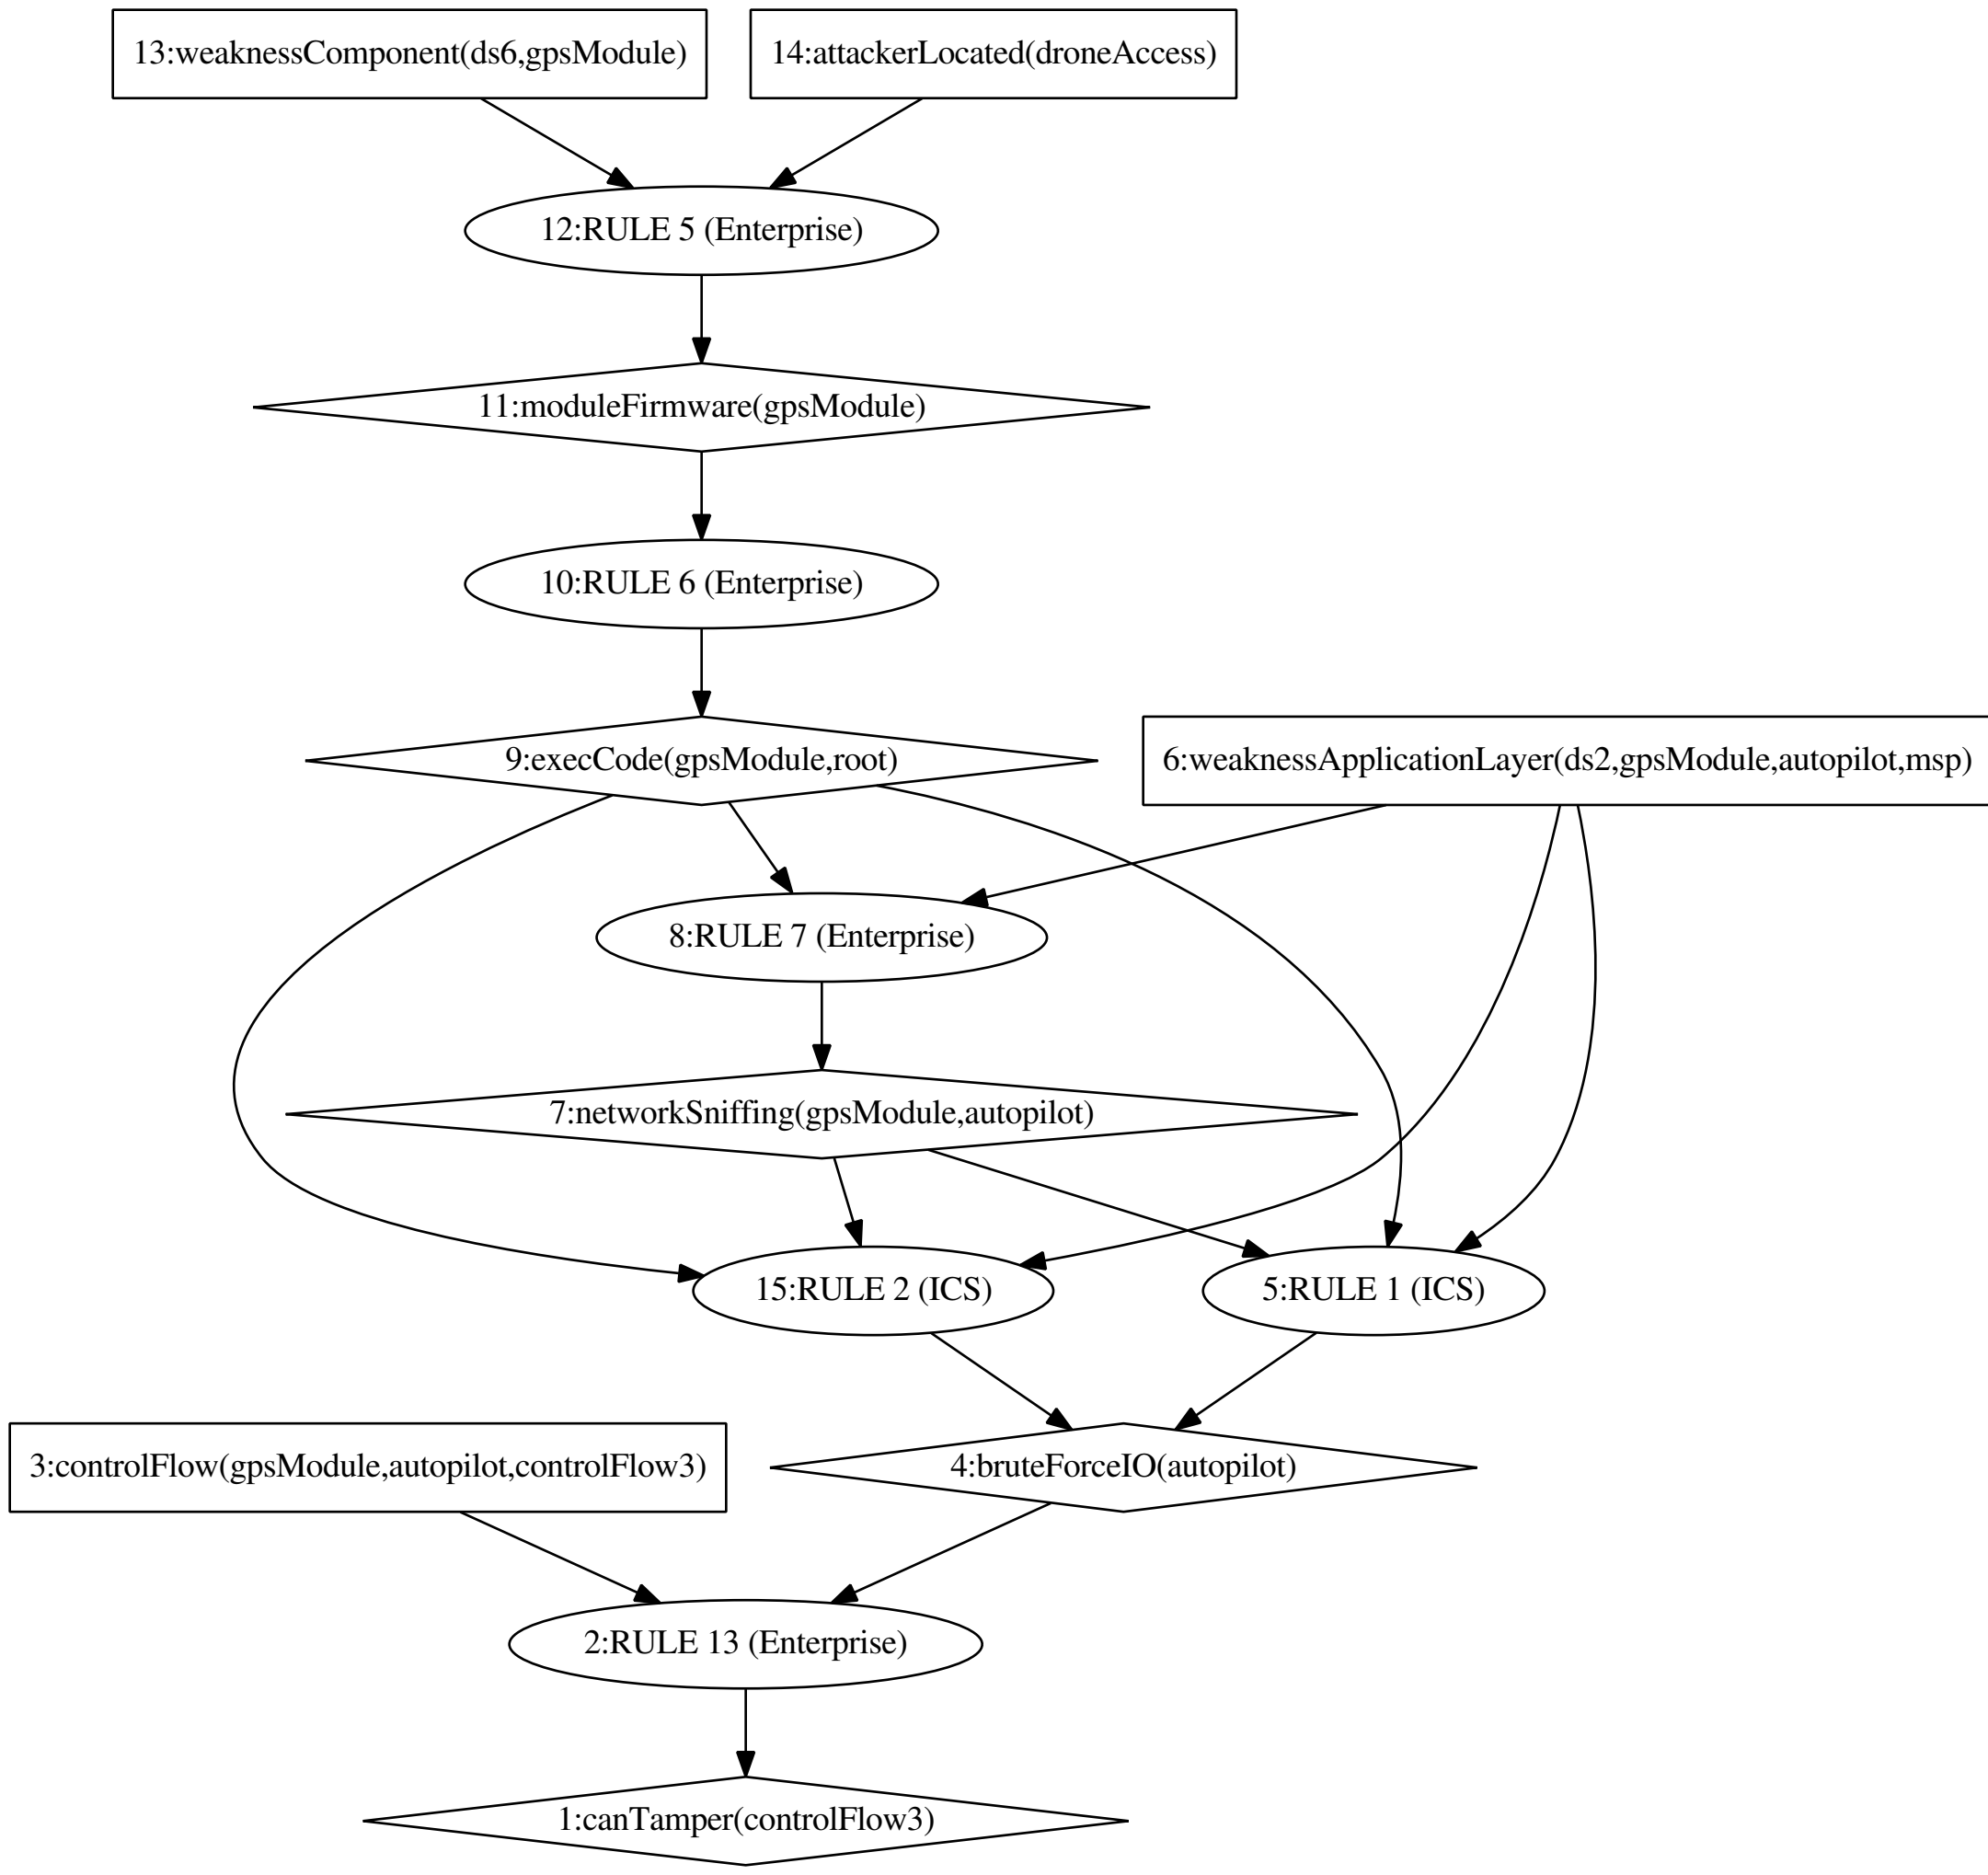 13:weaknessComponent(ds6,gpsModule)
14:attackerLocated(droneAccess)
12:RULE 5 (Enterprise)
11:moduleFirmware(gpsModule)
10:RULE 6 (Enterprise)
9:execCode(gpsModule,root)
6:weaknessApplicationLayer(ds2,gpsModule,autopilot,msp)
8:RULE 7 (Enterprise)
7:networkSniffing(gpsModule,autopilot)
15:RULE 2 (ICS)
5:RULE 1 (ICS)
3:controlFlow(gpsModule,autopilot,controlFlow3)
4:bruteForceIO(autopilot)
2:RULE 13 (Enterprise)
1:canTamper(controlFlow3)